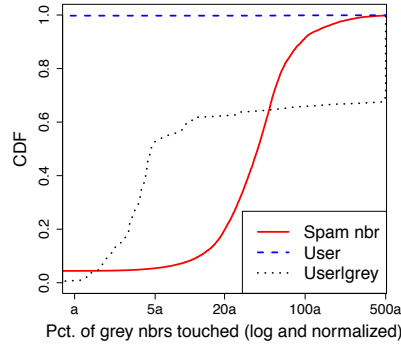 1.0
0.8
0.6
0.4
0.2
0.0
CDF
Spam nbr
User
User|grey
a 5a 20a 100a 500a
Pct. of grey nbrs touched (log and normalized)